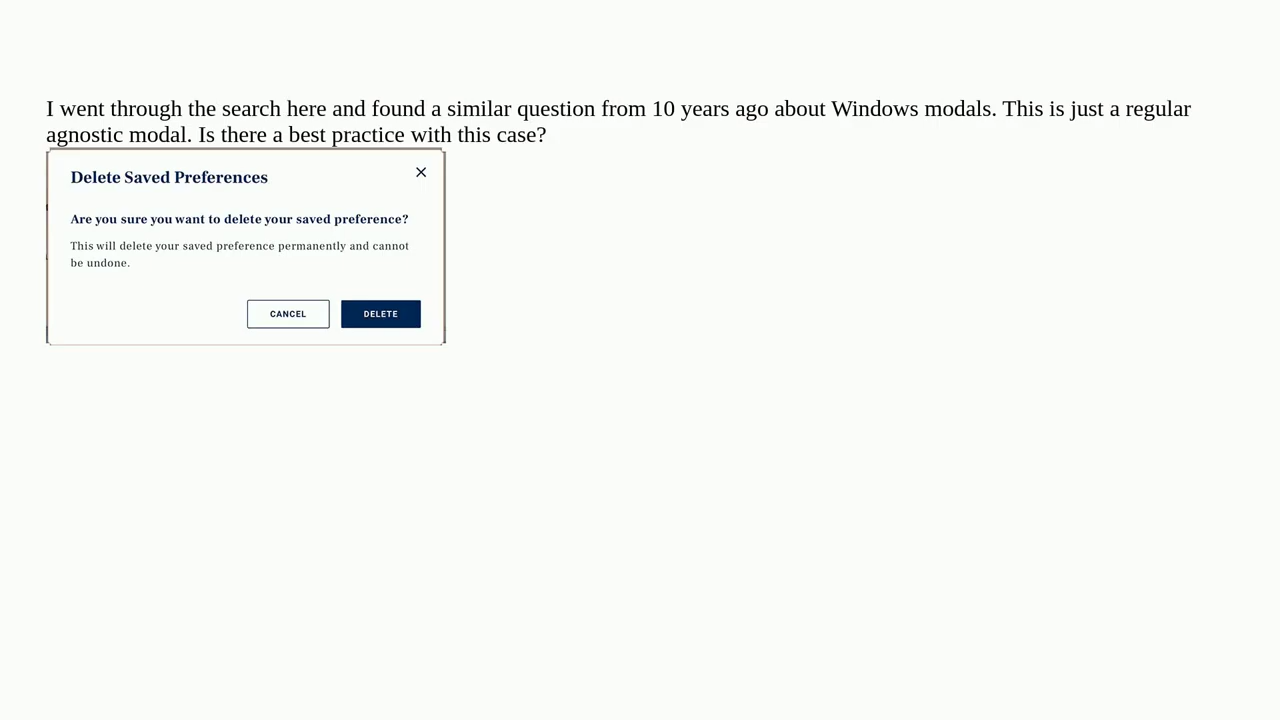 I went through the search here and found a similar question from 10 years ago about Windows modals. This is just a regular
agnostic modal. Is there a best practice with this case?
Delete Saved Preferences
Are you sure you want to delete your saved preference?
This will delete your saved preference permanently and cannot
be undone.
CANCEL DELETE